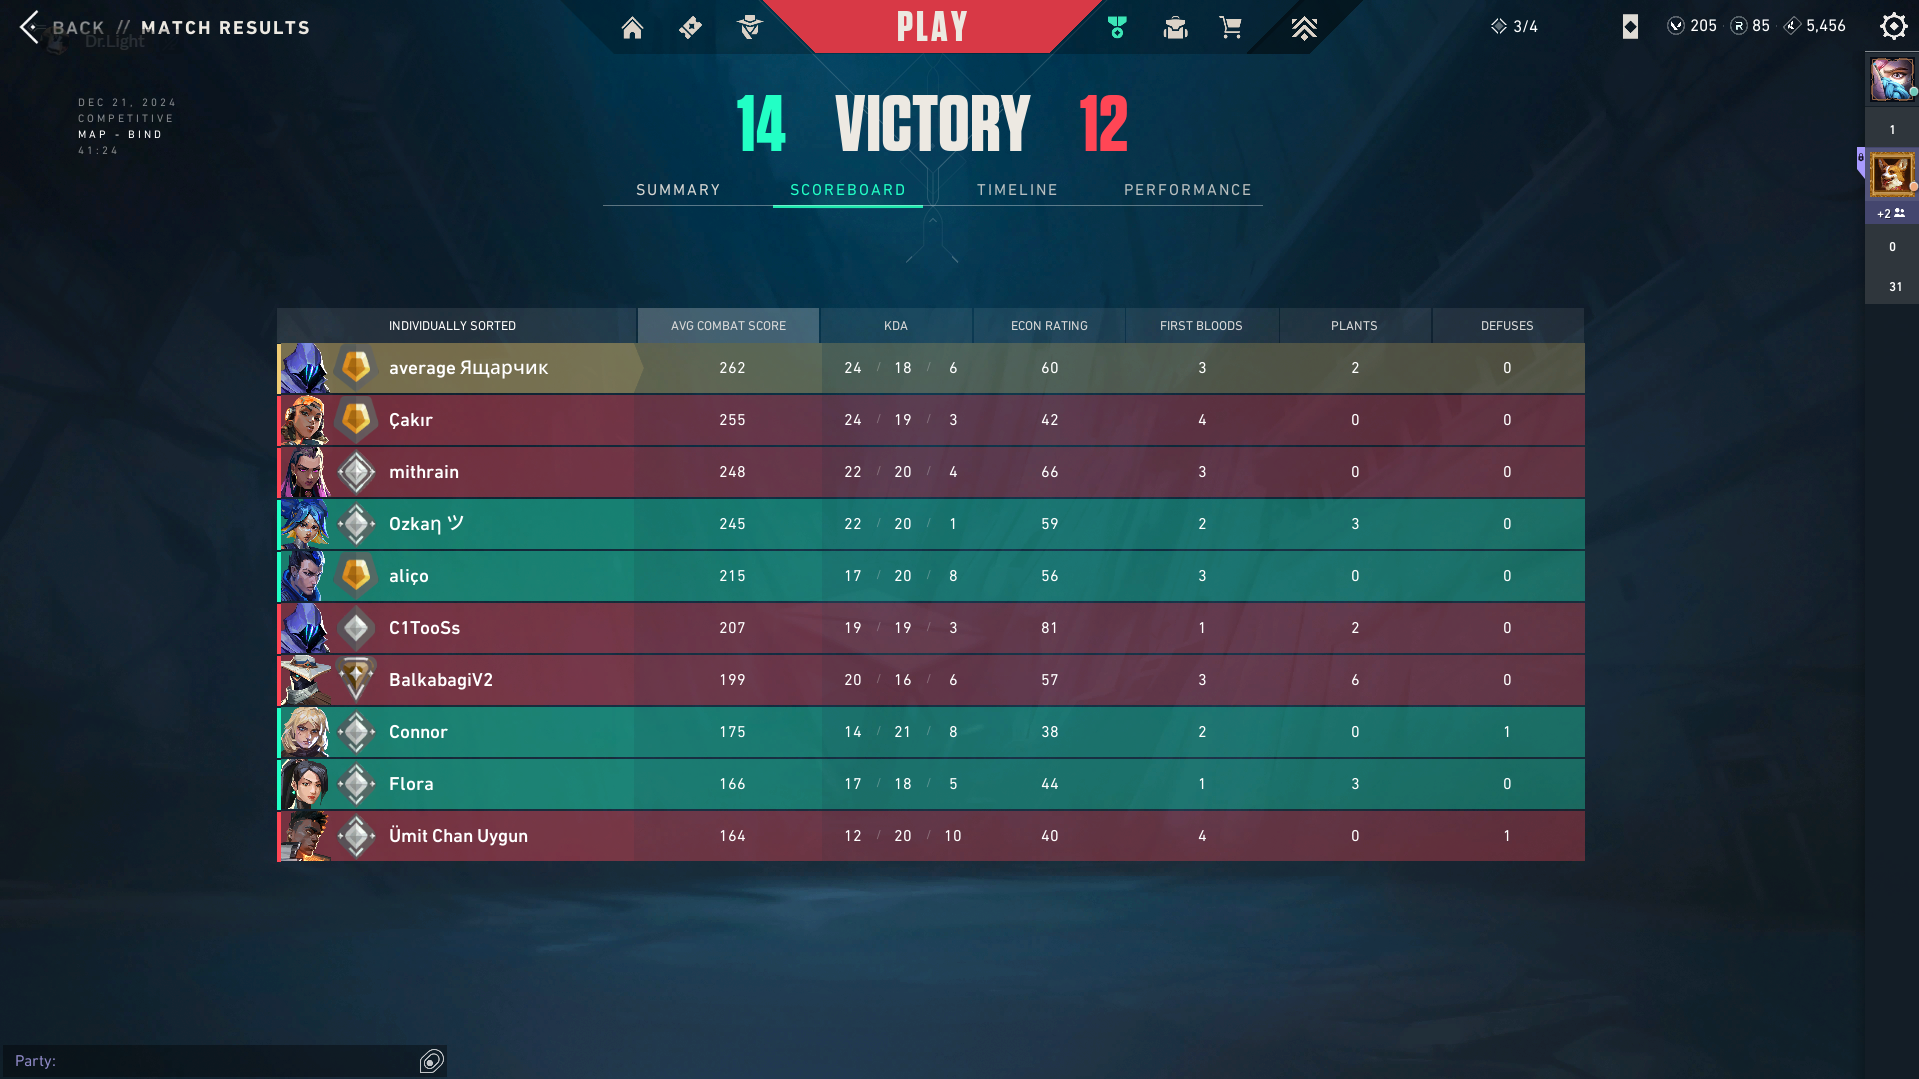 BACK // MATCH RESULTS
Dr.Light
PLAY
3/4
205
85
5,456
DEC 21, 2024
COMPETITIVE
MAP - BIND
41:24
14 VICTORY 12
SUMMARY SCOREBOARD TIMELINE PERFORMANCE
1
+2
0
31
INDIVIDUALLY SORTED AVG COMBAT SCORE KDA ECON RATING FIRST BLOODS PLANTS DEFUSES
average Ящарчик 262 24 / 18 / 6 60 3 2 0
Çakır 255 24 / 19 / 3 42 4 0 0
mithrain 248 22 / 20 / 4 66 3 0 0
Ozkaη ツ 245 22 / 20 / 1 59 2 3 0
aliço 215 17 / 20 / 8 56 3 0 0
C1TooSs 207 19 / 19 / 3 81 1 2 0
BalkabagiV2 199 20 / 16 / 6 57 3 6 0
Connor 175 14 / 21 / 8 38 2 0 1
Flora 166 17 / 18 / 5 44 1 3 0
Ümit Chan Uygun 164 12 / 20 / 10 40 4 0 1
Party: